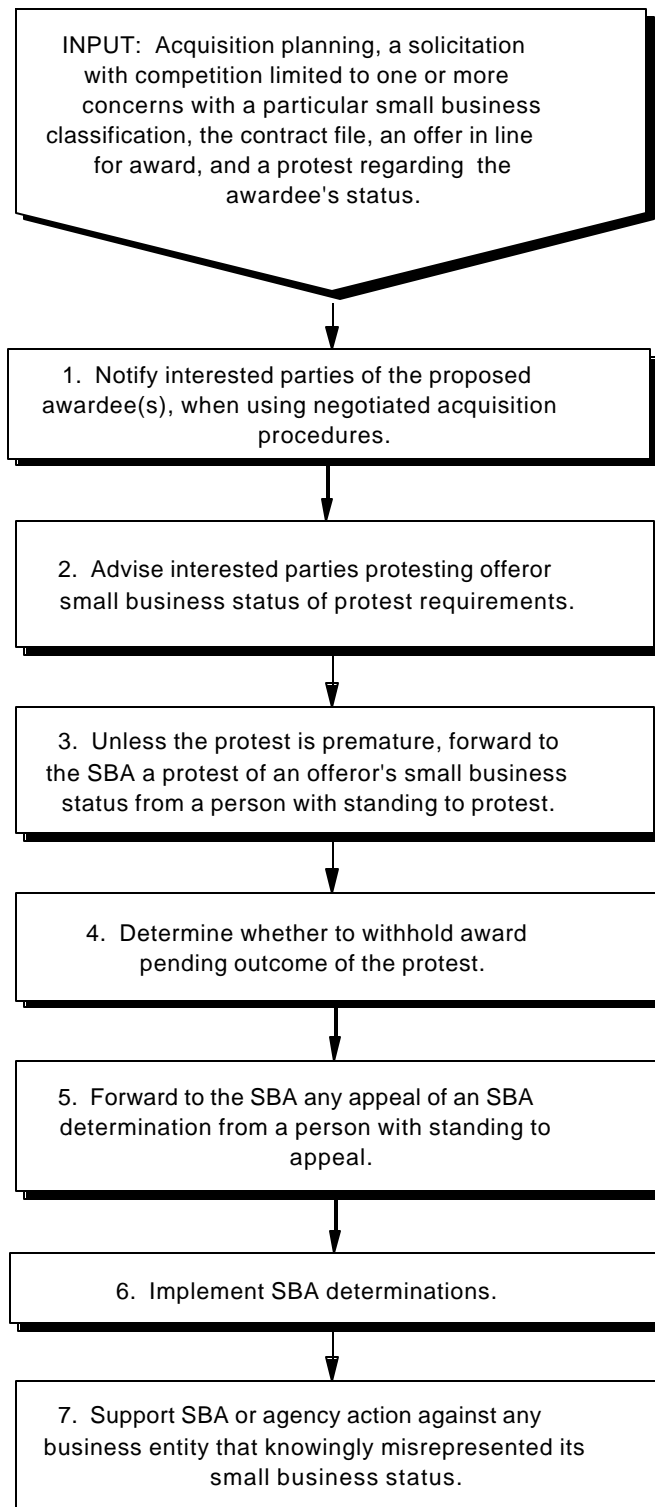 INPUT: Acquisition planning, a solicitation
with competition limited to one or more
concerns with a particular small business
classification, the contract file, an offer in line
for award, and a protest regarding the
awardee's status.
1. Notify interested parties of the proposed
awardee(s), when using negotiated acquisition
procedures.
2. Advise interested parties protesting offeror
small business status of protest requirements.
3. Unless the protest is premature, forward to
the SBA a protest of an offeror's small business
status from a person with standing to protest.
4. Determine whether to withhold award
pending outcome of the protest.
5. Forward to the SBA any appeal of an SBA
determination from a person with standing to
appeal.
6. Implement SBA determinations.
7. Support SBA or agency action against any
business entity that knowingly misrepresented its
small business status.